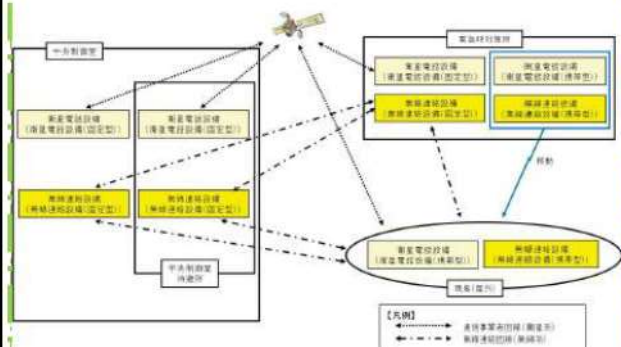 中央制御室
緊急時対策所
衛星電話設備
(衛星電話設備(固定型))
衛星電話設備
(衛星電話設備(携帯型))
無線連絡設備
(無線連絡設備(固定型))
無線連絡設備
(無線連絡設備(携帯型))
衛星電話設備
(衛星電話設備(固定型))
衛星電話設備
(衛星電話設備(固定型))
移動
無線連絡設備
(無線連絡設備(固定型))
無線連絡設備
(無線連絡設備(固定型))
衛星電話設備
(衛星電話設備(携帯型))
無線連絡設備
(無線連絡設備(携帯型))
中央制御室
待避所
現場(屋外)
【凡例】
通信事業者回線(衛星系)
無線連絡回線(無線系)